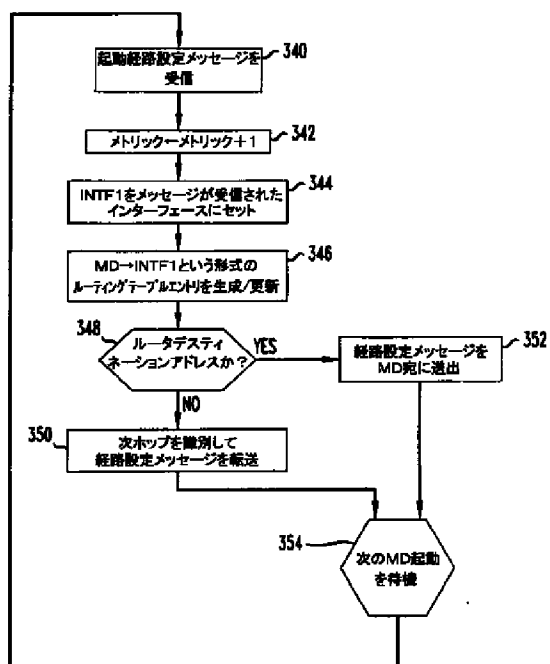 起動経路設定メッセージを
受信
340
メトリック←メトリック+1
342
INTF1をメッセージが受信された
インターフェースにセット
344
MD→INTF1という形式の
ルーティングテーブルエントリを生成/更新
346
348
ルータデスティ
ネーションアドレスか?
YES
経路設定メッセージを
MD宛に送出
352
NO
350
次ホップを識別して
経路設定メッセージを転送
354
次のMD起動
を待機